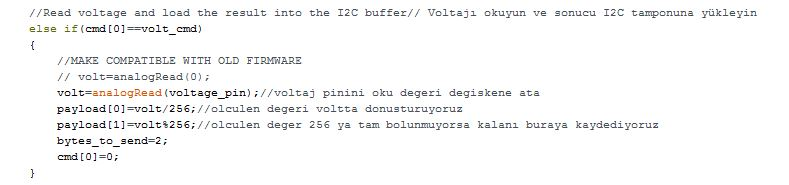 //Read voltage and load the result into the I2C buffer// Voltajı okuyun ve sonucu I2C tamponuna yükleyin
else if(cmd[0]==volt_cmd)
{
//MAKE COMPATIBLE WITH OLD FIRMWARE
// volt=analogRead(0);
volt=analogRead(voltage_pin);//voltaj pinini oku degeri degiskene ata
payload[0]=volt/256;//olculen degeri voltta donusturuyoruz
payload[1]=volt%256;//olculen deger 256 ya tam bolunmuyorsa kalanı buraya kaydediyoruz
bytes_to_send=2;
cmd[0]=0;
}